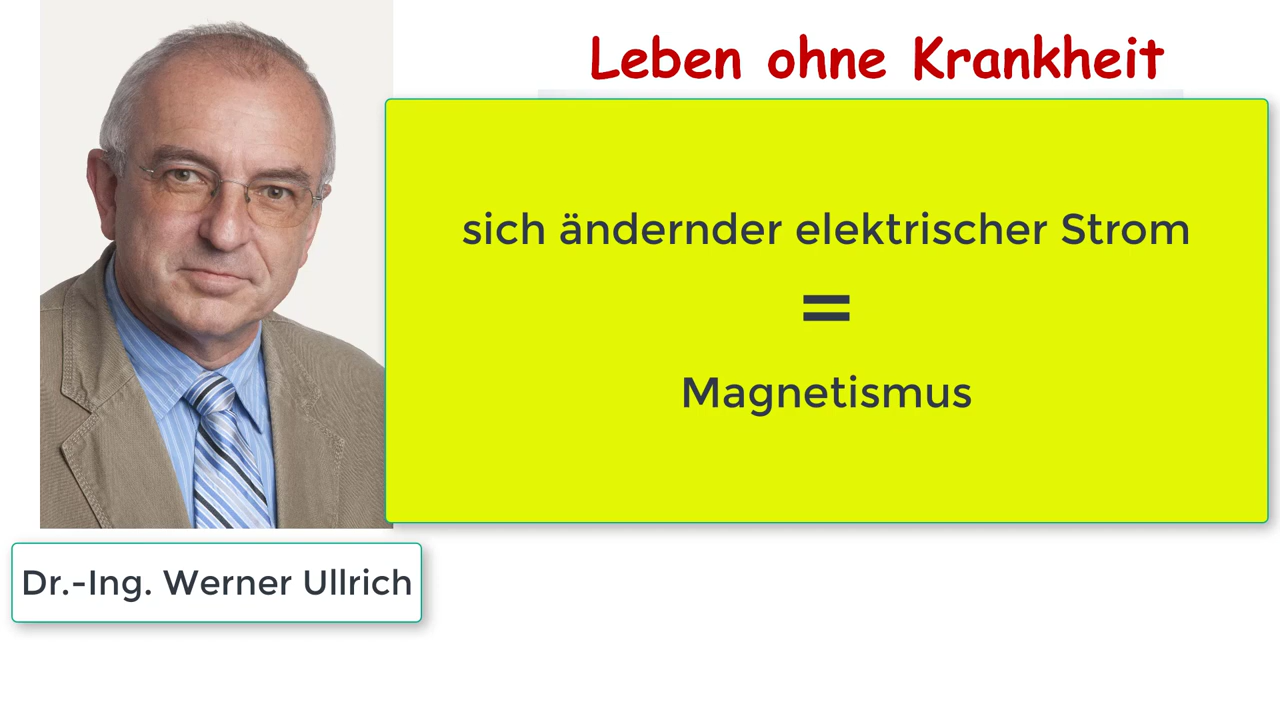 Leben ohne Krankheit
sich ändernder elektrischer Strom
=
Magnetismus
Dr.-Ing. Werner Ullrich